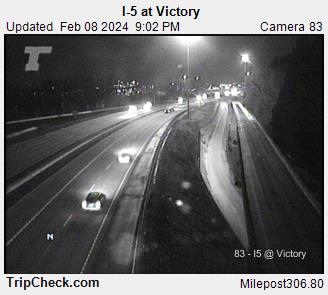 I-5 at Victory
Updated Feb 08 2024 9:02 PM Camera 83
T
N
83 - I5 @ Victory
TripCheck.com Milepost306.80